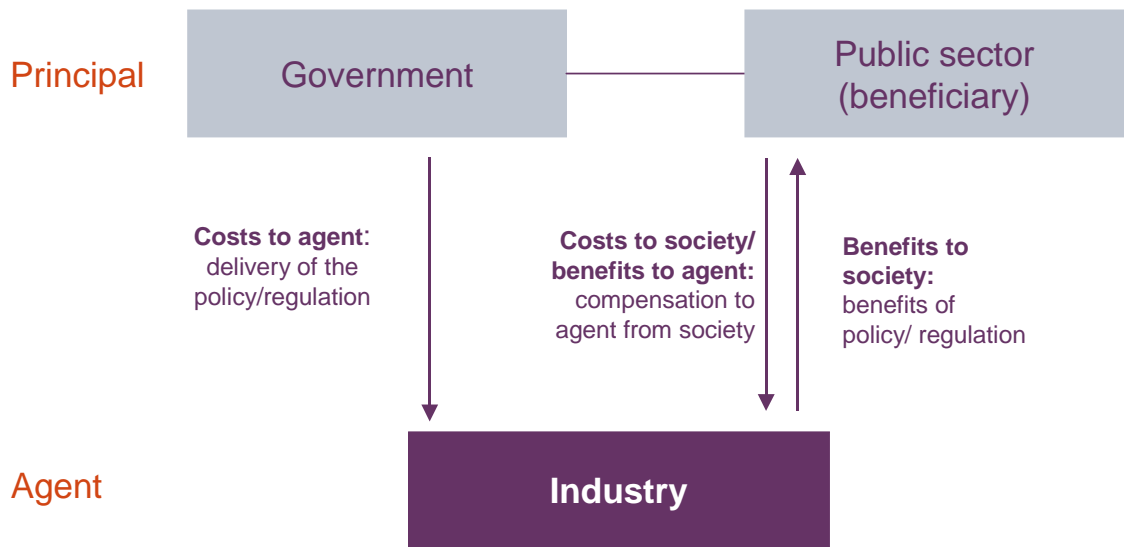 Principal
Government
Public sector
(beneficiary)
Costs to agent:
delivery of the
policy/regulation
Costs to society/
benefits to agent:
compensation to
agent from society
Benefits to
society:
benefits of
policy/ regulation
Agent
Industry